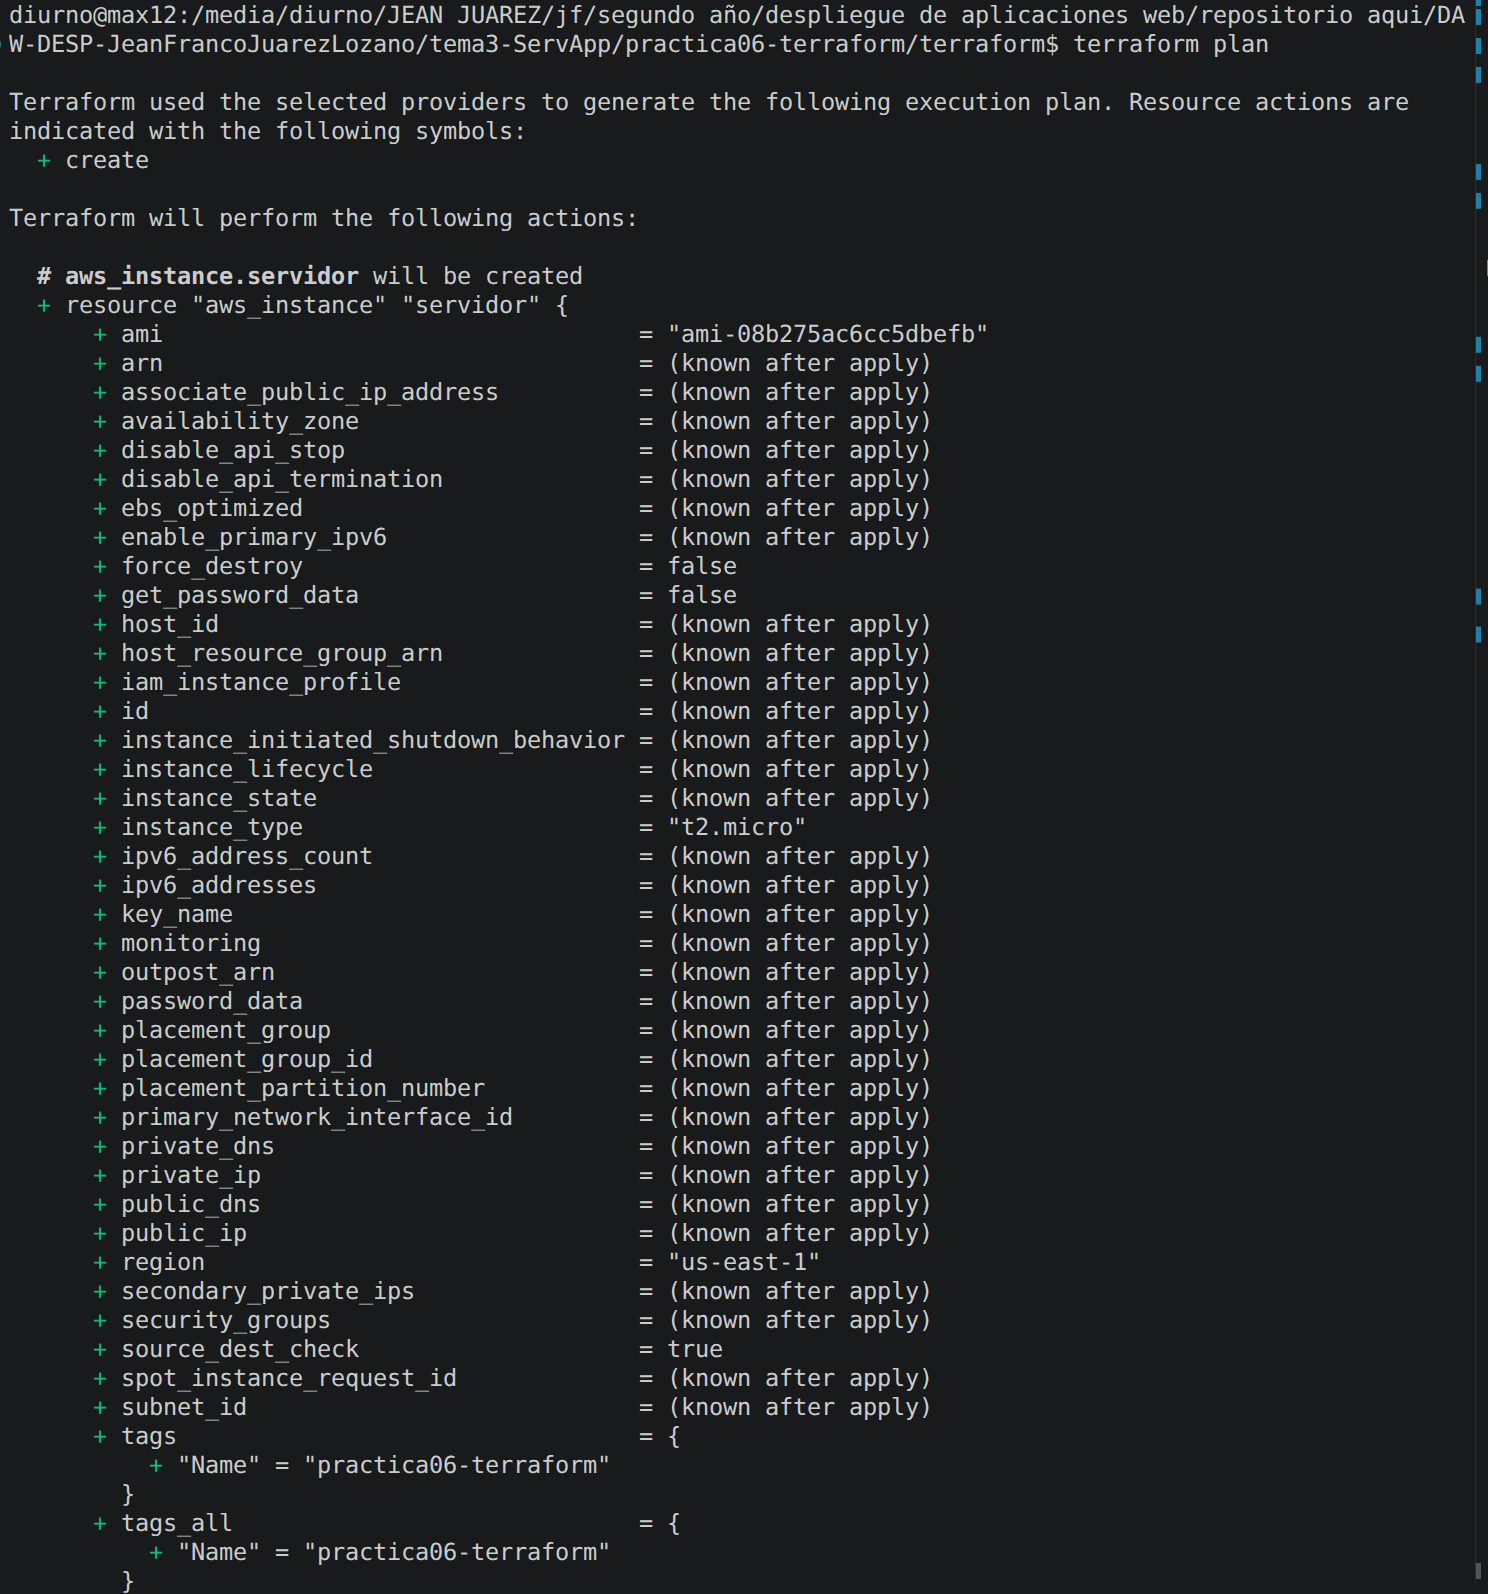 diurno@max12:/media/diurno/JEAN JUAREZ/jf/segundo año/despliegue de aplicaciones web/repositorio aqui/DA
W-DESP-JeanFrancoJuarezLozano/tema3-ServApp/practica06-terraform/terraform$ terraform plan

Terraform used the selected providers to generate the following execution plan. Resource actions are
indicated with the following symbols:
  + create

Terraform will perform the following actions:

  # aws_instance.servidor will be created
  + resource "aws_instance" "servidor" {
      + ami                                  = "ami-08b275ac6cc5dbefb"
      + arn                                  = (known after apply)
      + associate_public_ip_address          = (known after apply)
      + availability_zone                    = (known after apply)
      + disable_api_stop                     = (known after apply)
      + disable_api_termination              = (known after apply)
      + ebs_optimized                        = (known after apply)
      + enable_primary_ipv6                  = (known after apply)
      + force_destroy                        = false
      + get_password_data                    = false
      + host_id                              = (known after apply)
      + host_resource_group_arn              = (known after apply)
      + iam_instance_profile                 = (known after apply)
      + id                                   = (known after apply)
      + instance_initiated_shutdown_behavior = (known after apply)
      + instance_lifecycle                   = (known after apply)
      + instance_state                       = (known after apply)
      + instance_type                        = "t2.micro"
      + ipv6_address_count                   = (known after apply)
      + ipv6_addresses                       = (known after apply)
      + key_name                             = (known after apply)
      + monitoring                           = (known after apply)
      + outpost_arn                          = (known after apply)
      + password_data                        = (known after apply)
      + placement_group                      = (known after apply)
      + placement_group_id                   = (known after apply)
      + placement_partition_number           = (known after apply)
      + primary_network_interface_id         = (known after apply)
      + private_dns                          = (known after apply)
      + private_ip                           = (known after apply)
      + public_dns                           = (known after apply)
      + public_ip                            = (known after apply)
      + region                               = "us-east-1"
      + secondary_private_ips                = (known after apply)
      + security_groups                      = (known after apply)
      + source_dest_check                    = true
      + spot_instance_request_id             = (known after apply)
      + subnet_id                            = (known after apply)
      + tags                                 = {
          + "Name" = "practica06-terraform"
        }
      + tags_all                             = {
          + "Name" = "practica06-terraform"
        }